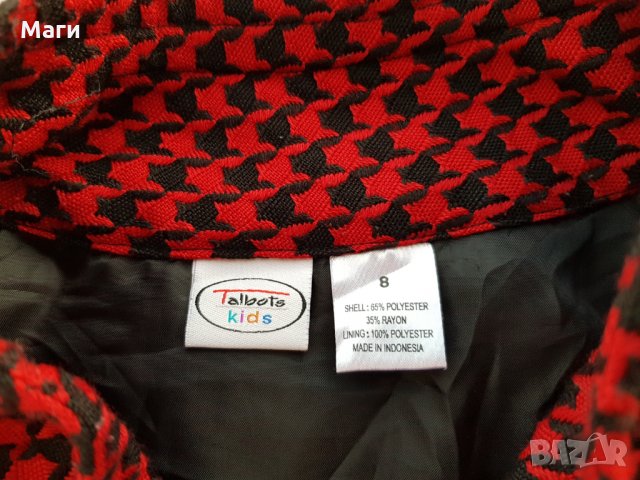 Маги
Talbots
kids
8
SHELL: 65% POLYESTER
35% RAYON
LINING: 100% POLYESTER
MADE IN INDONESIA
BAZAR